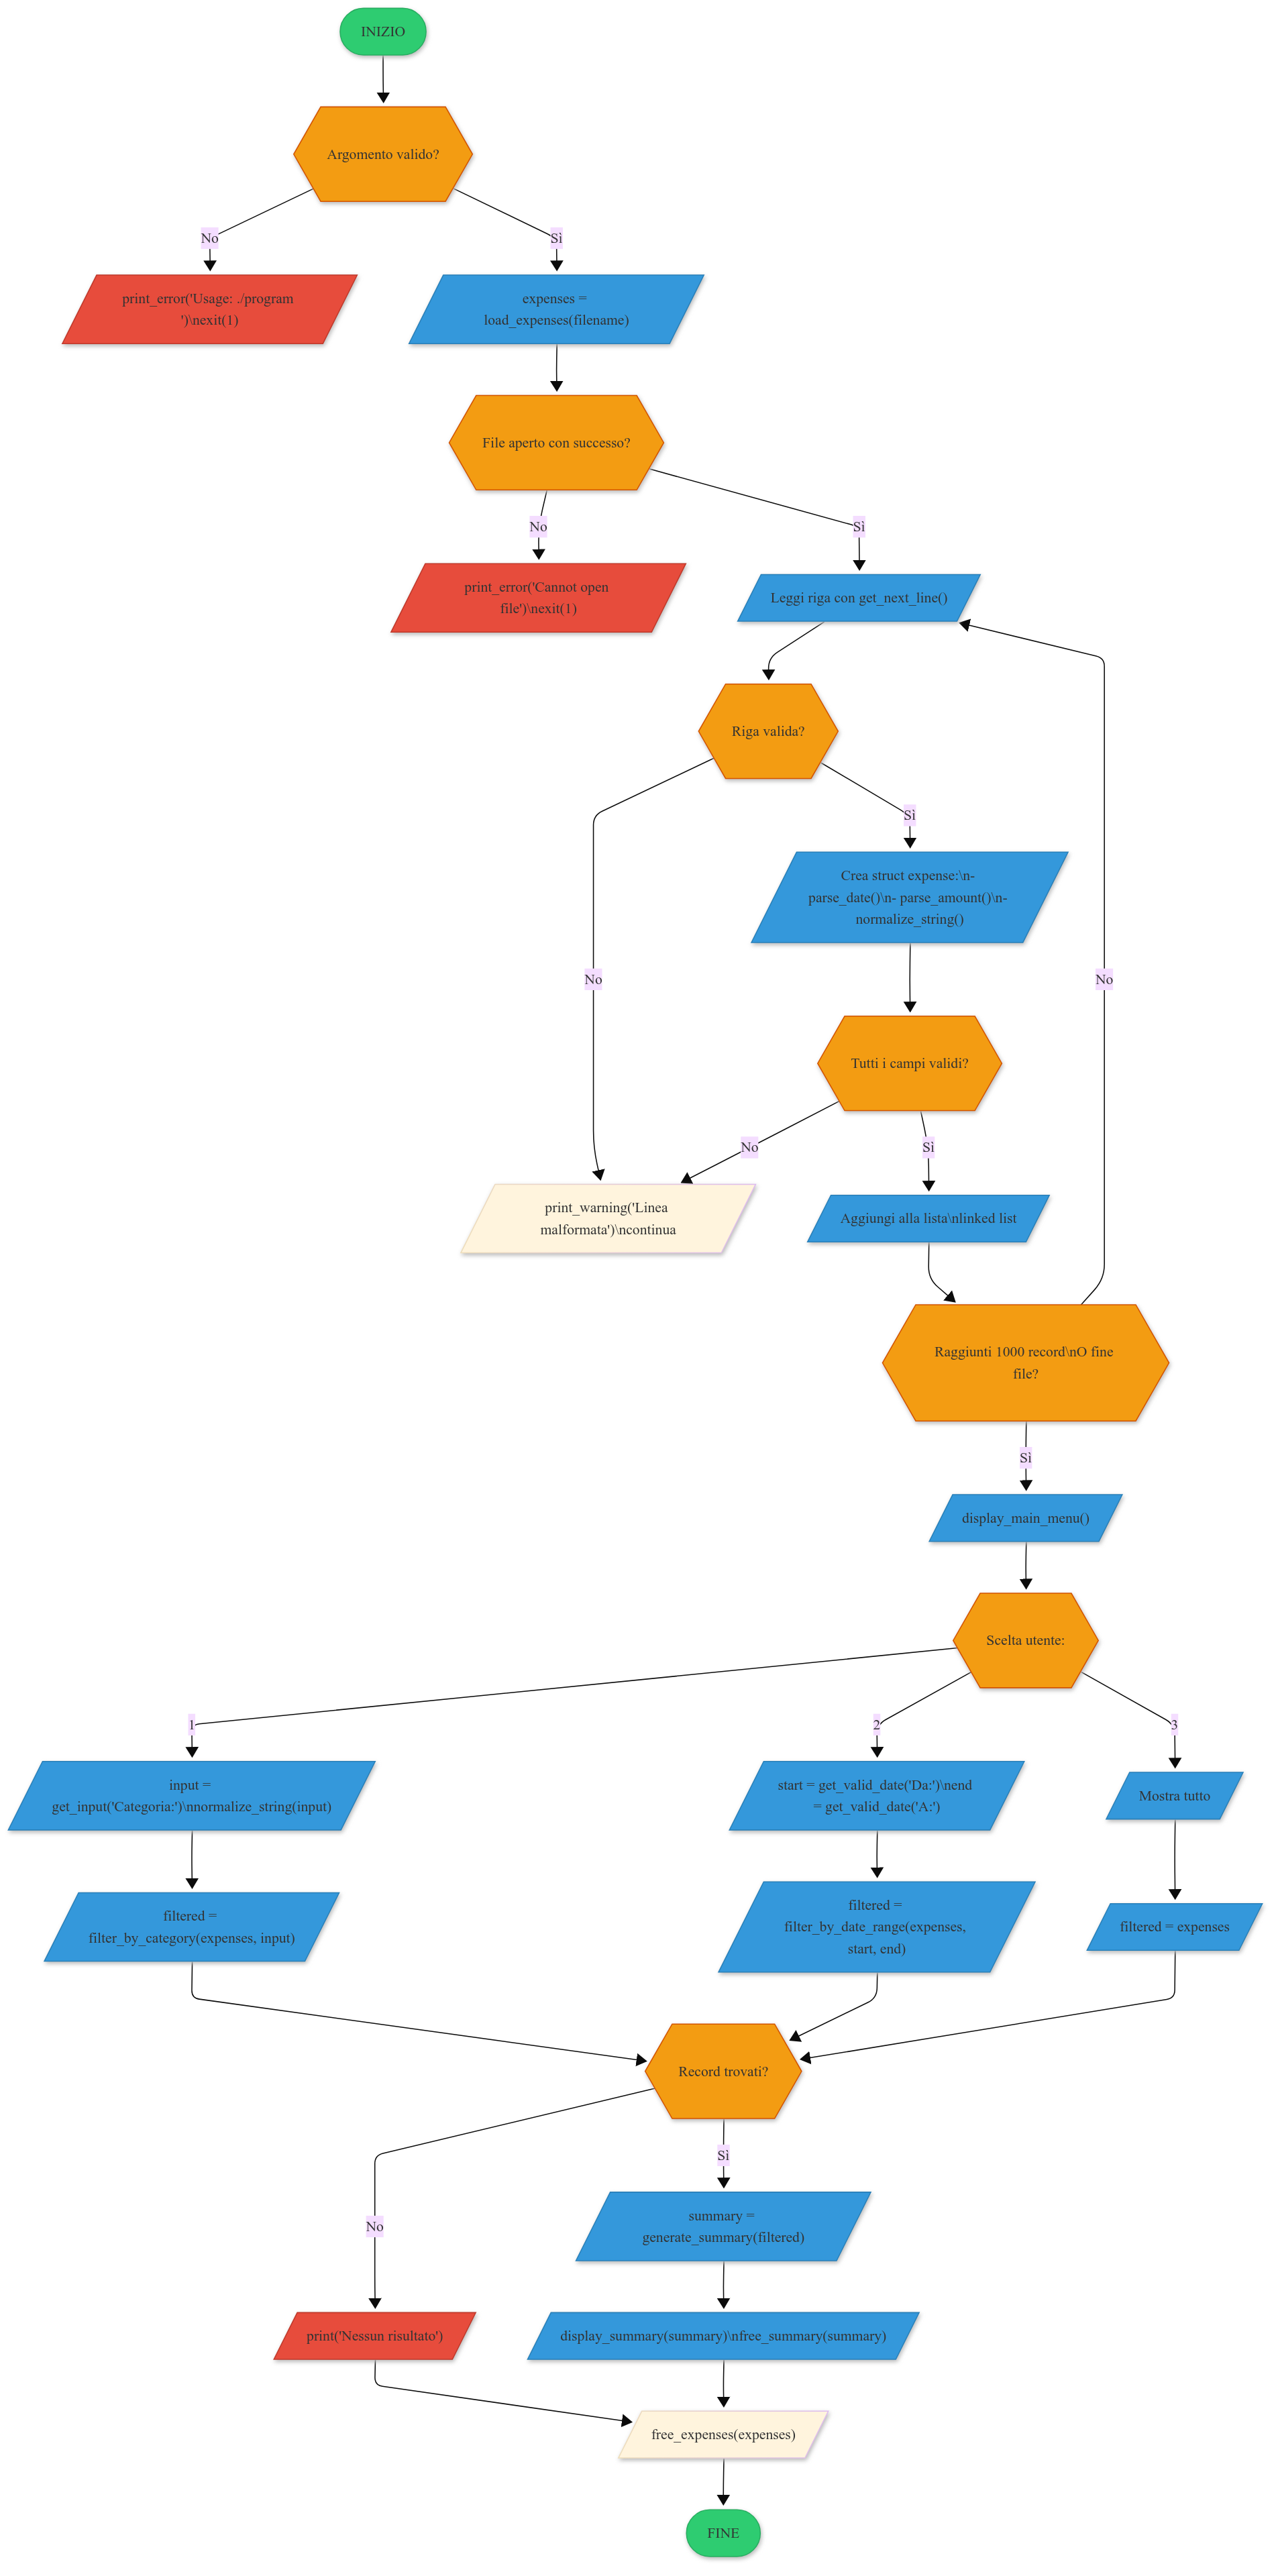 INIZIO
Argomento valido?
No
Sì
print_error('Usage: ./program
')\nexit(1)
expenses =
load_expenses(filename)
File aperto con successo?
No
Sì
print_error('Cannot open
file')\nexit(1)
Leggi riga con get_next_line()
Riga valida?
Sì
Crea struct expense:\n-
parse_date()\n- parse_amount()\n-
normalize_string()
No
No
Tutti i campi validi?
No
Sì
print_warning('Linea
malformata')\ncontinua
Aggiungi alla lista\nlinked list
Raggiunti 1000 record\nO fine
file?
Sì
display_main_menu()
Scelta utente:
1
2
3
input =
get_input('Categoria:')\nnormalize_string(input)
start = get_valid_date('Da:')\nend
= get_valid_date('A:')
Mostra tutto
filtered =
filter_by_category(expenses, input)
filtered =
filter_by_date_range(expenses,
start, end)
filtered = expenses
Record trovati?
Sì
No
summary =
generate_summary(filtered)
print('Nessun risultato')
display_summary(summary)\nfree_summary(summary)
free_expenses(expenses)
FINE